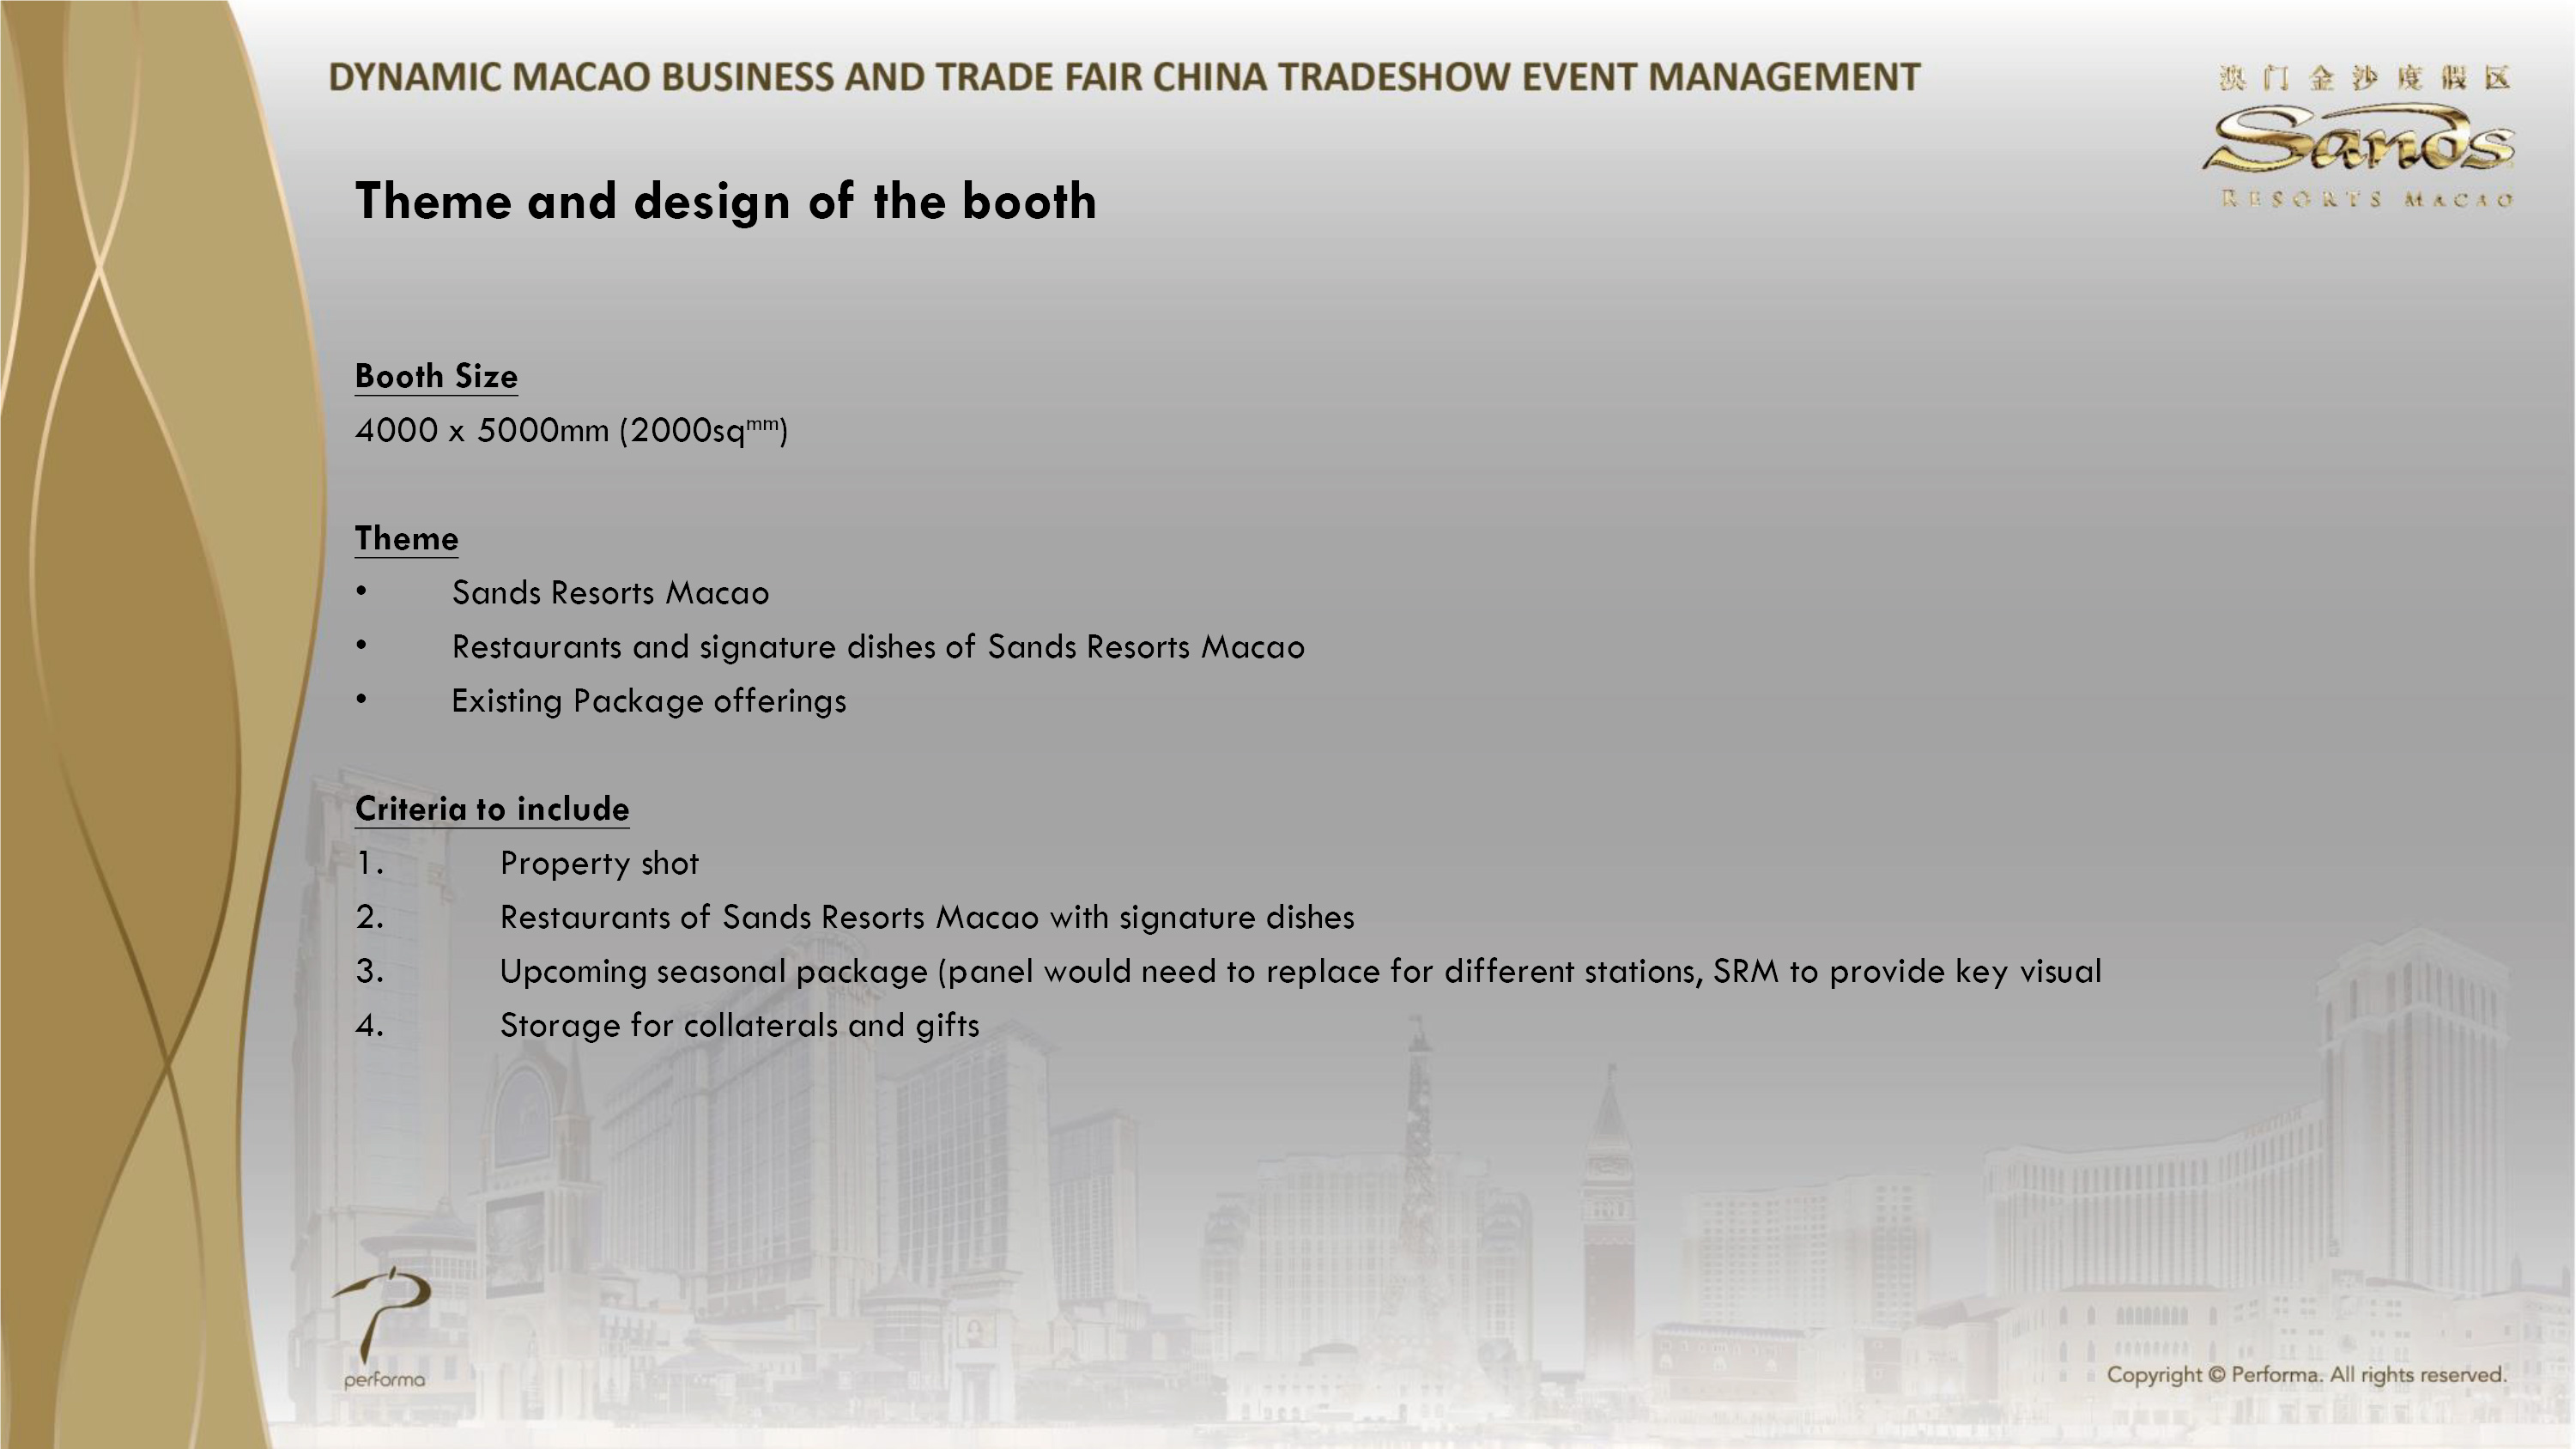 DYNAMIC MACAO BUSINESS AND TRADE FAIR CHINA TRADESHOW EVENT MANAGEMENT
澳门金沙度假区
Sands
RESORTS MACAO
Theme and design of the booth
Booth Size
4000 x 5000mm (2000sqmm)
Theme
• Sands Resorts Macao
• Restaurants and signature dishes of Sands Resorts Macao
• Existing Package offerings
Criteria to include
1. Property shot
2. Restaurants of Sands Resorts Macao with signature dishes
3. Upcoming seasonal package (panel would need to replace for different stations, SRM to provide key visual
4. Storage for collaterals and gifts
performa
Copyright © Performa. All rights reserved.